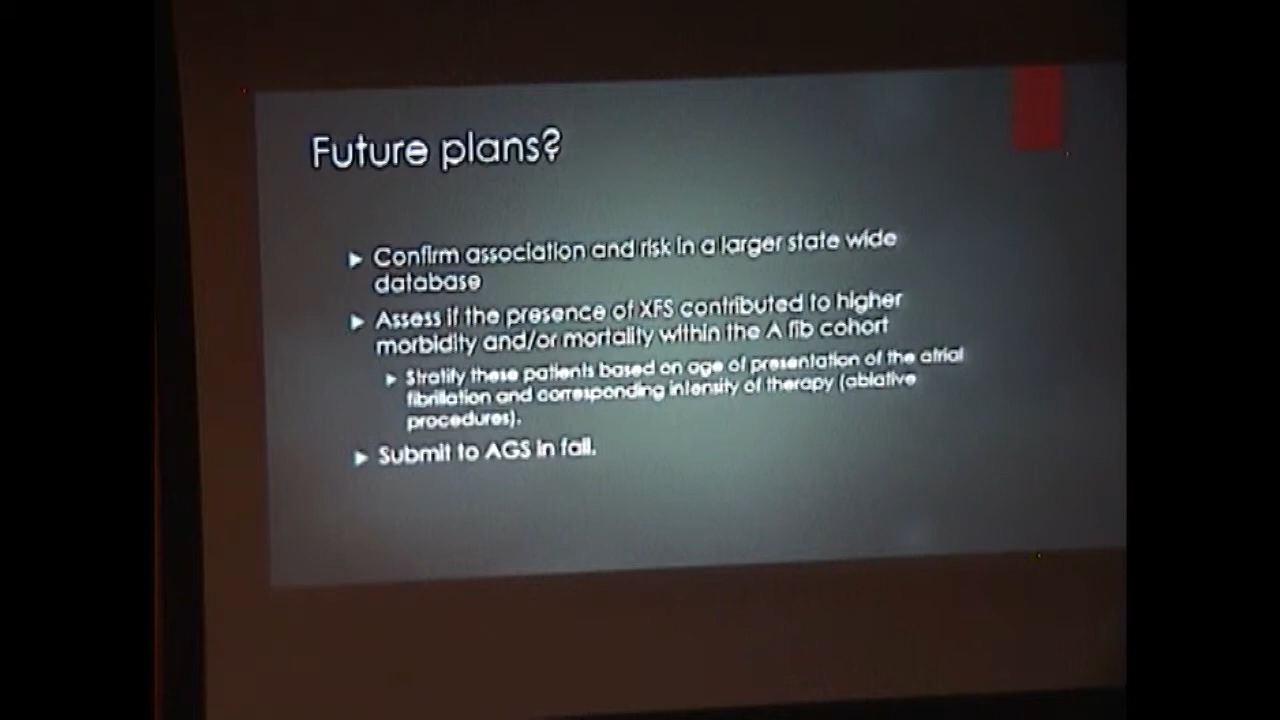 Future plans?
Confirm association and risk in a larger state wide
database
Assess if the presence of XFS contributed to higher
morbidity and/or mortality within the A fib cohort
Stratify these patients based on age of presentation of the atrial
fibrillation and corresponding intensity of therapy (ablative
procedures).
Submit to AGS in fall.